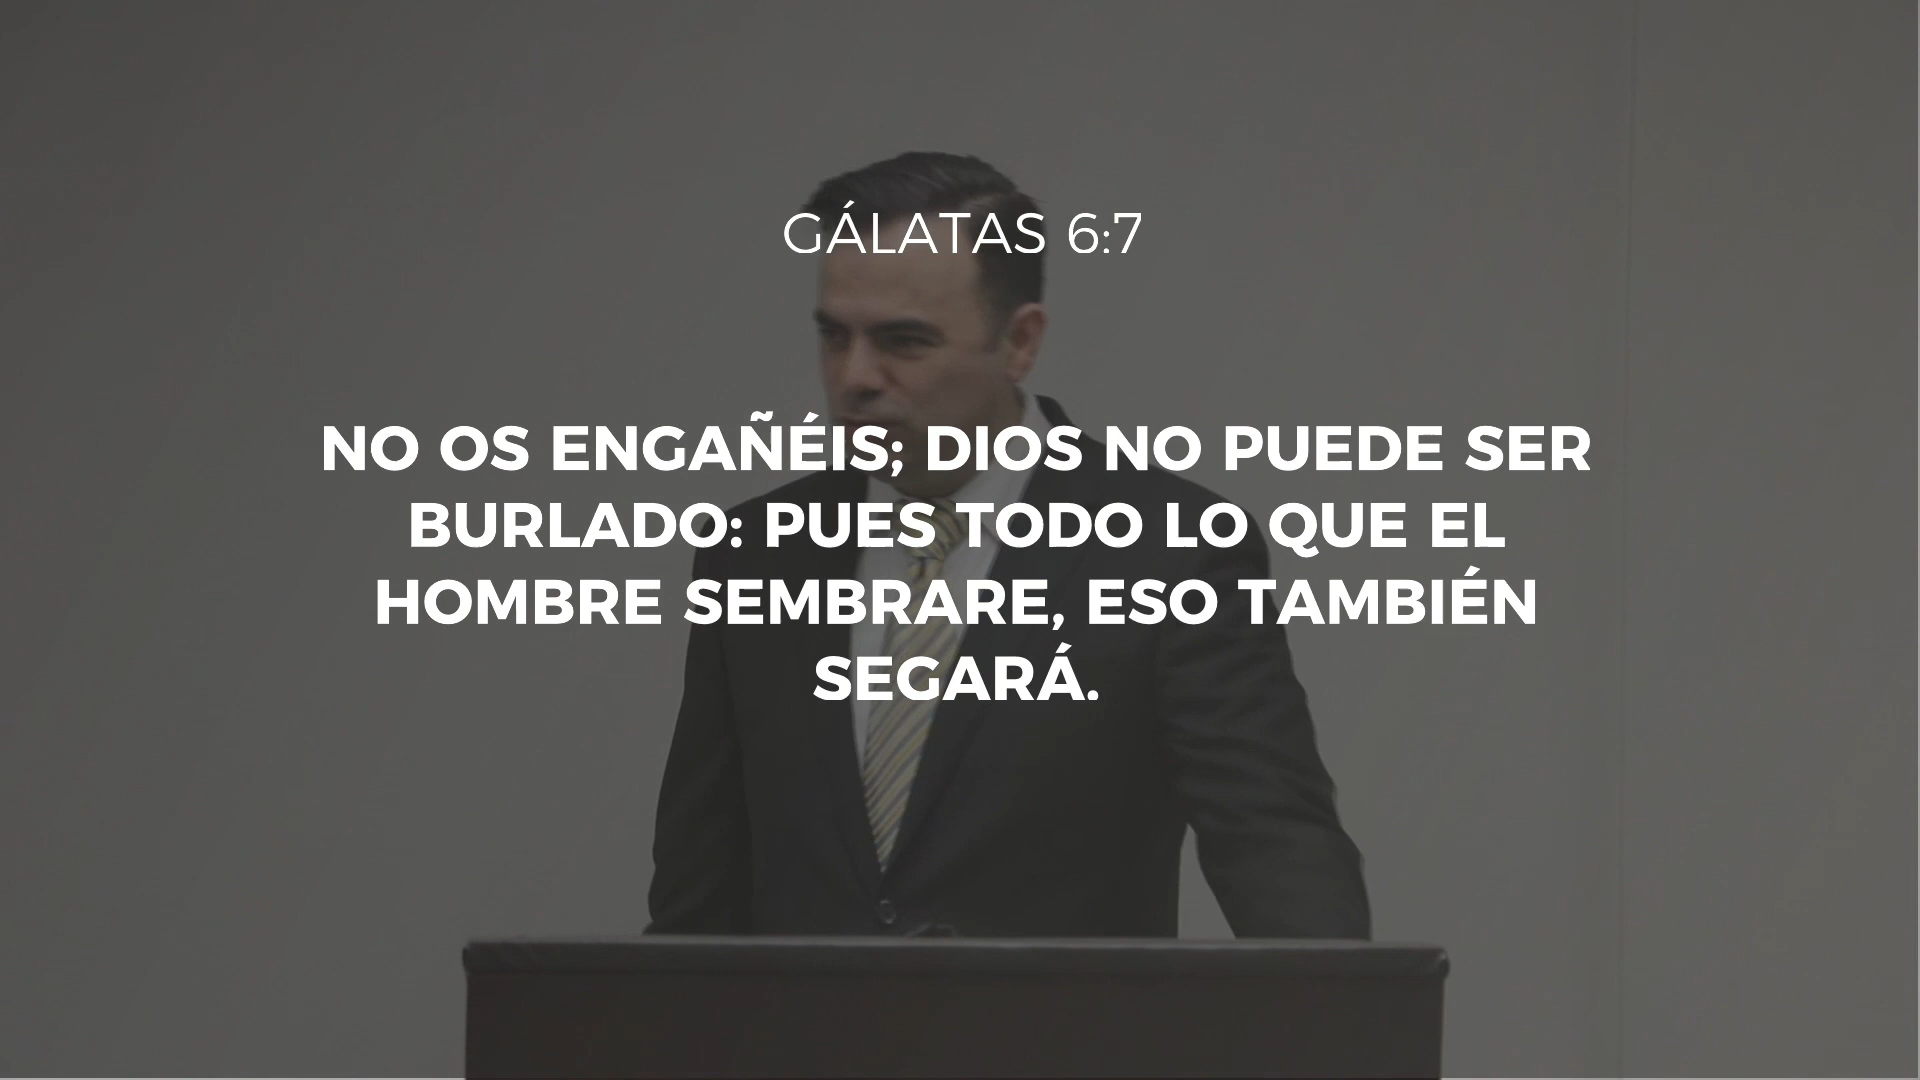 GÁLATAS 6:7
NO OS ENGAÑÉIS; DIOS NO PUEDE SER
BURLADO: PUES TODO LO QUE EL
HOMBRE SEMBRARE, ESO TAMBIÉN
SEGARÁ.